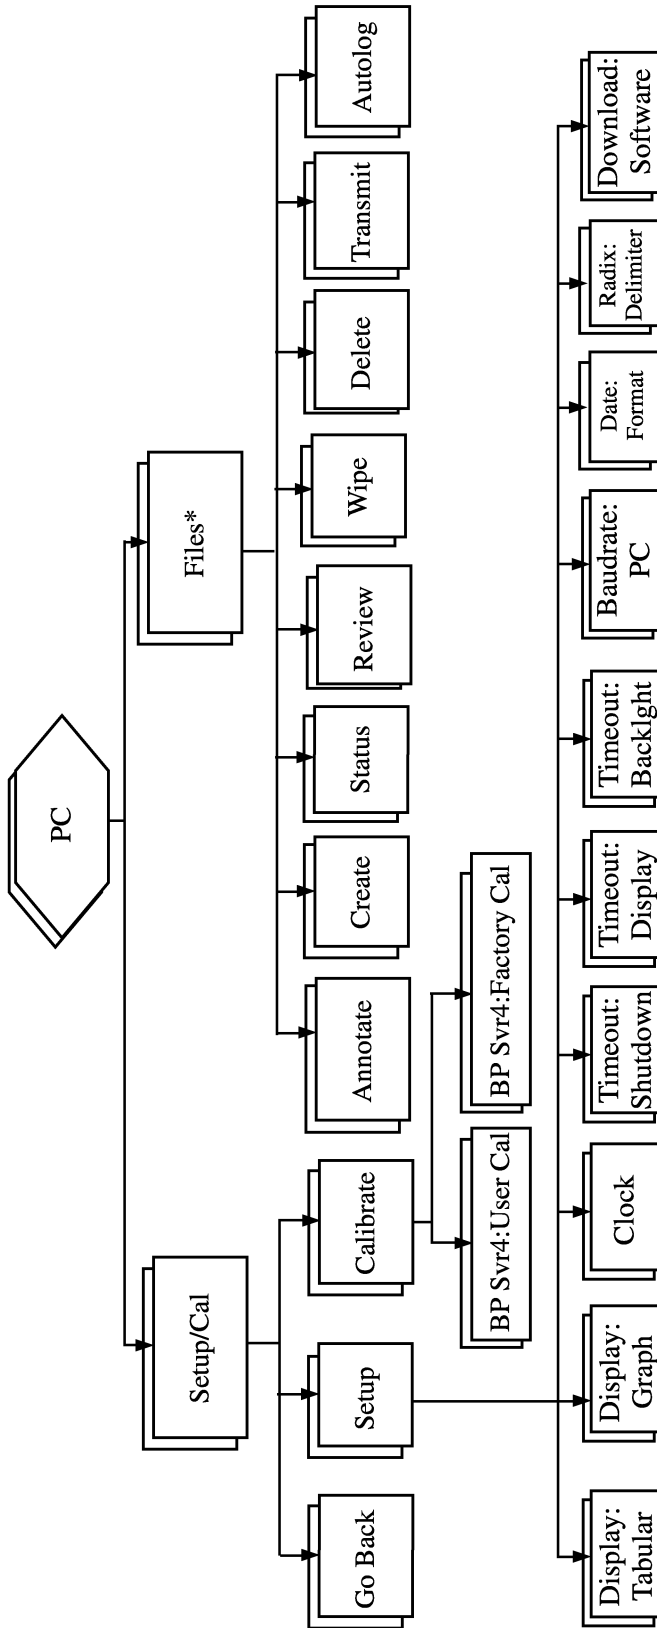 PC
Setup/Cal
Files*
Go Back
Setup
Calibrate
Annotate
Create
Status
Review
Wipe
Delete
Transmit
Autolog
BP Svr4:User Cal
BP Svr4:Factory Cal
Display:
Tabular
Display:
Graph
Clock
Timeout:
Shutdown
Timeout:
Display
Timeout:
Backlght
Baudrate:
PC
Date:
Format
Radix:
Delimiter
Download:
Software